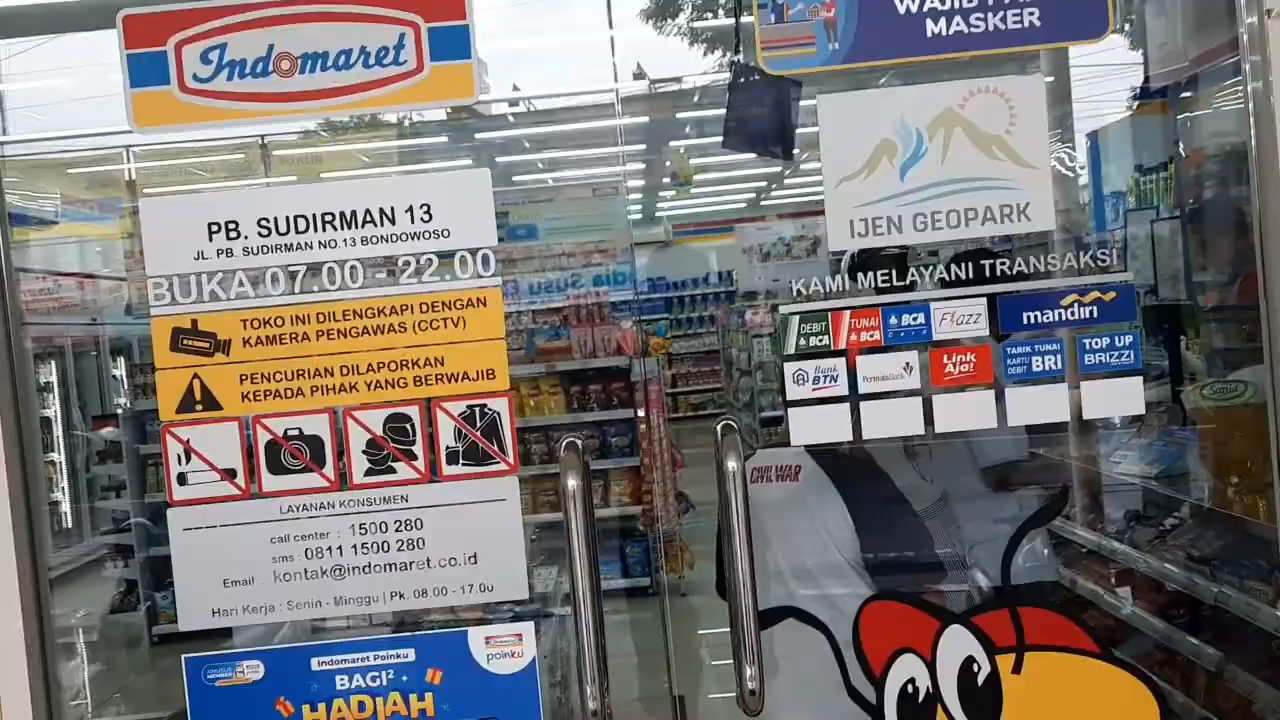 Indomaret
PB. SUDIRMAN 13
JL. PB. SUDIRMAN NO.13 BONDOWOSO
BUKA 07.00 - 22.00
TOKO INI DILENGKAPI DENGAN
KAMERA PENGAWAS (CCTV)
PENCURIAN DILAPORKAN
KEPADA PIHAK YANG BERWAJIB
LAYANAN KONSUMEN
call center : 1500 280
sms : 0811 1500 280
Email : kontak@indomaret.co.id
Hari Kerja : Senin - Minggu | Pk. 08.00 - 17.00
Indomaret Poinku
poinku
BAGI²
HADIAH
MASKER
IJEN GEOPARK
KAMI MELAYANI TRANSAKSI
DEBIT BCA
TUNAI BCA
BCA Card
Flazz
mandiri
Bank BTN
PermataBank
Link Aja!
TARIK TUNAI KARTU DEBIT BRI
TOP UP BRIZZI
CIVIL WAR
Sania